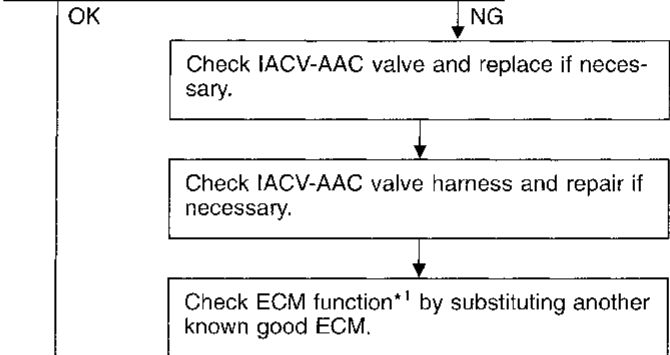 OK
NG
Check IACV-AAC valve and replace if neces-
sary.
Check IACV-AAC valve harness and repair if
necessary.
Check ECM function*1 by substituting another
known good ECM.